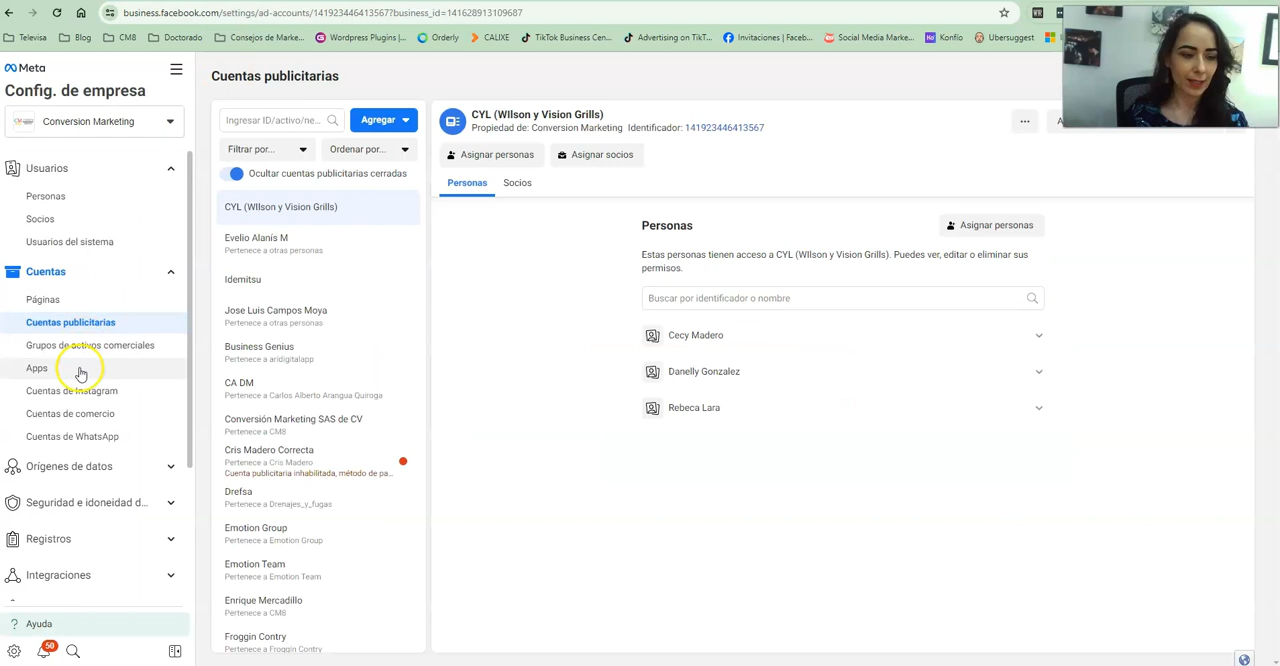 business.facebook.com/settings/ad-accounts/141923446413567?business_id=141628913109687
Televisa
Blog
CM8
Doctorado
Consejos de Marke...
Wordpress Plugins |...
Orderly
CALIXE
TikTok Business Cen...
Advertising on TikT...
Invitaciones | Faceb...
Social Media Marke...
Konfío
Ubersuggest
Meta
Config. de empresa
Conversion Marketing
Usuarios
Personas
Socios
Usuarios del sistema
Cuentas
Páginas
Cuentas publicitarias
Grupos de activos comerciales
Apps
Cuentas de Instagram
Cuentas de comercio
Cuentas de WhatsApp
Orígenes de datos
Seguridad e idoneidad d...
Registros
Integraciones
Ayuda
50
Cuentas publicitarias
Ingresar ID/activo/ne...
Agregar
Filtrar por...
Ordenar por...
Ocultar cuentas publicitarias cerradas
CYL (WIlson y Vision Grills)
Evelio Alanís M
Pertenece a otras personas
Idemitsu
Jose Luis Campos Moya
Pertenece a otras personas
Business Genius
Pertenece a aridigitalapp
CA DM
Pertenece a Carlos Alberto Arangua Quiroga
Conversión Marketing SAS de CV
Pertenece a CM8
Cris Madero Correcta
Pertenece a Cris Madero
Cuenta publicitaria inhabilitada, método de pa...
Drefsa
Pertenece a Drenajes_y_fugas
Emotion Group
Pertenece a Emotion Group
Emotion Team
Pertenece a Emotion Team
Enrique Mercadillo
Pertenece a CM8
Froggin Contry
Pertenece a Froggin Contry
CYL (WIlson y Vision Grills)
Propiedad de: Conversion Marketing Identificador: 141923446413567
Asignar personas
Asignar socios
Personas
Socios
Personas
Asignar personas
Estas personas tienen acceso a CYL (WIlson y Vision Grills). Puedes ver, editar o eliminar sus
permisos.
Buscar por identificador o nombre
Cecy Madero
Danelly Gonzalez
Rebeca Lara